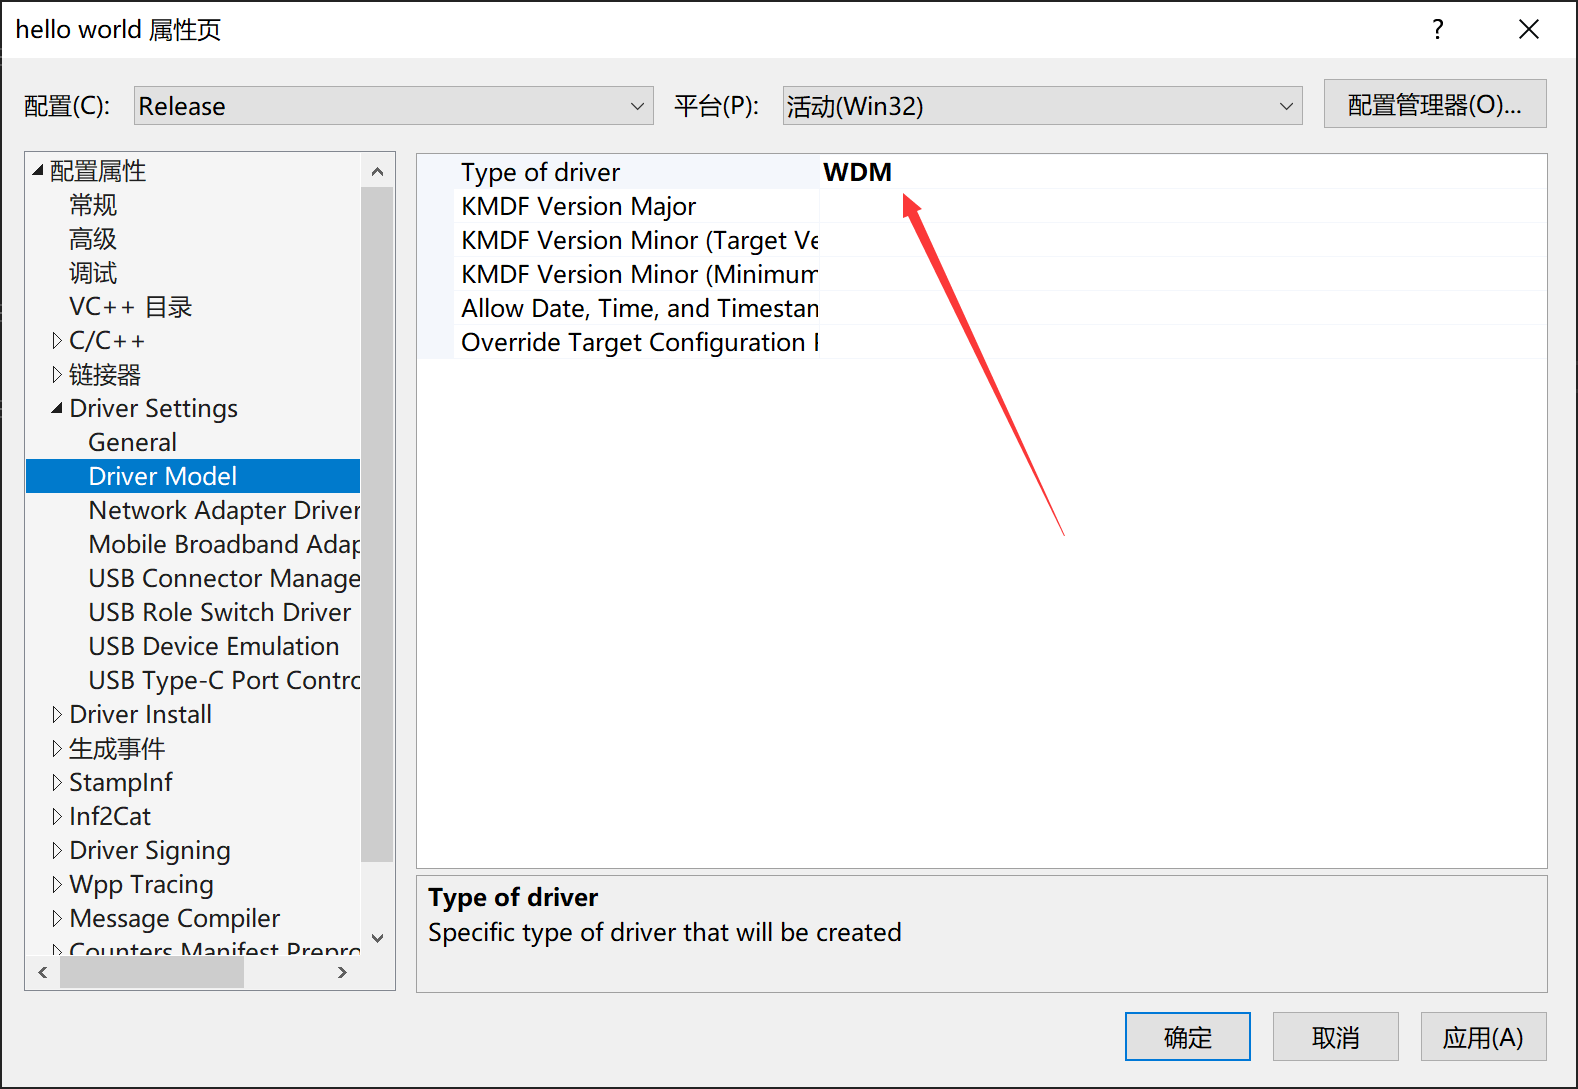 hello world 属性页
?
配置(C):
Release
平台(P):
活动(Win32)
配置管理器(O)...
配置属性
常规
高级
调试
VC++ 目录
C/C++
链接器
Driver Settings
General
Driver Model
Network Adapter Driver
Mobile Broadband Adap
USB Connector Manage
USB Role Switch Driver
USB Device Emulation
USB Type-C Port Contro
Driver Install
生成事件
StampInf
Inf2Cat
Driver Signing
Wpp Tracing
Message Compiler
Counters Manifest Prepro
Type of driver WDM
KMDF Version Major
KMDF Version Minor (Target Ve
KMDF Version Minor (Minimum
Allow Date, Time, and Timestam
Override Target Configuration
Type of driver
Specific type of driver that will be created
确定
取消
应用(A)